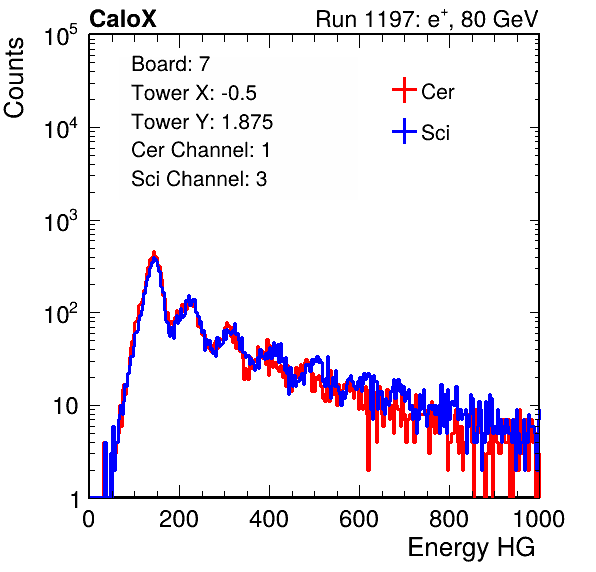 CaloX Run 1197: e⁺, 80 GeV
Counts
10⁵
10⁴
10³
10²
10
1
Board: 7
Tower X: -0.5
Tower Y: 1.875
Cer Channel: 1
Sci Channel: 3
Cer
Sci
0 200 400 600 800 1000
Energy HG